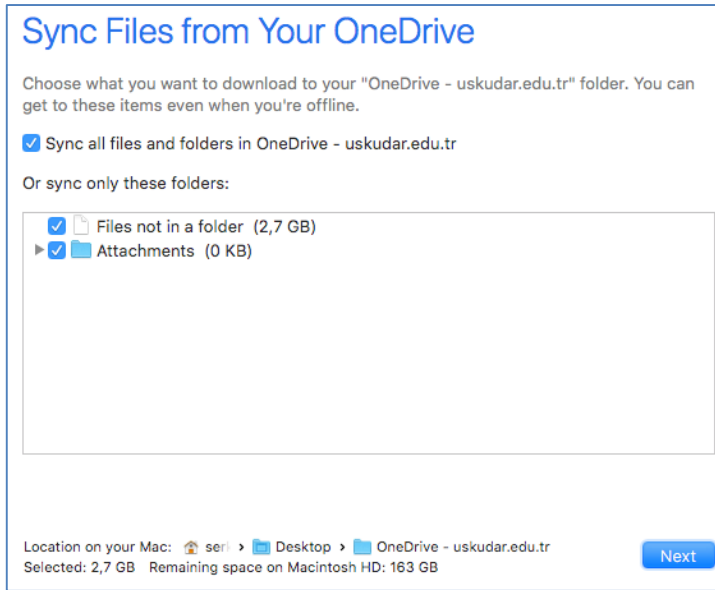 Sync Files from Your OneDrive
Choose what you want to download to your "OneDrive - uskudar.edu.tr" folder. You can
get to these items even when you're offline.
Sync all files and folders in OneDrive - uskudar.edu.tr
Or sync only these folders:
Files not in a folder (2,7 GB)
Attachments (0 KB)
Location on your Mac: › Desktop › OneDrive - uskudar.edu.tr
Selected: 2,7 GB Remaining space on Macintosh HD: 163 GB
Next